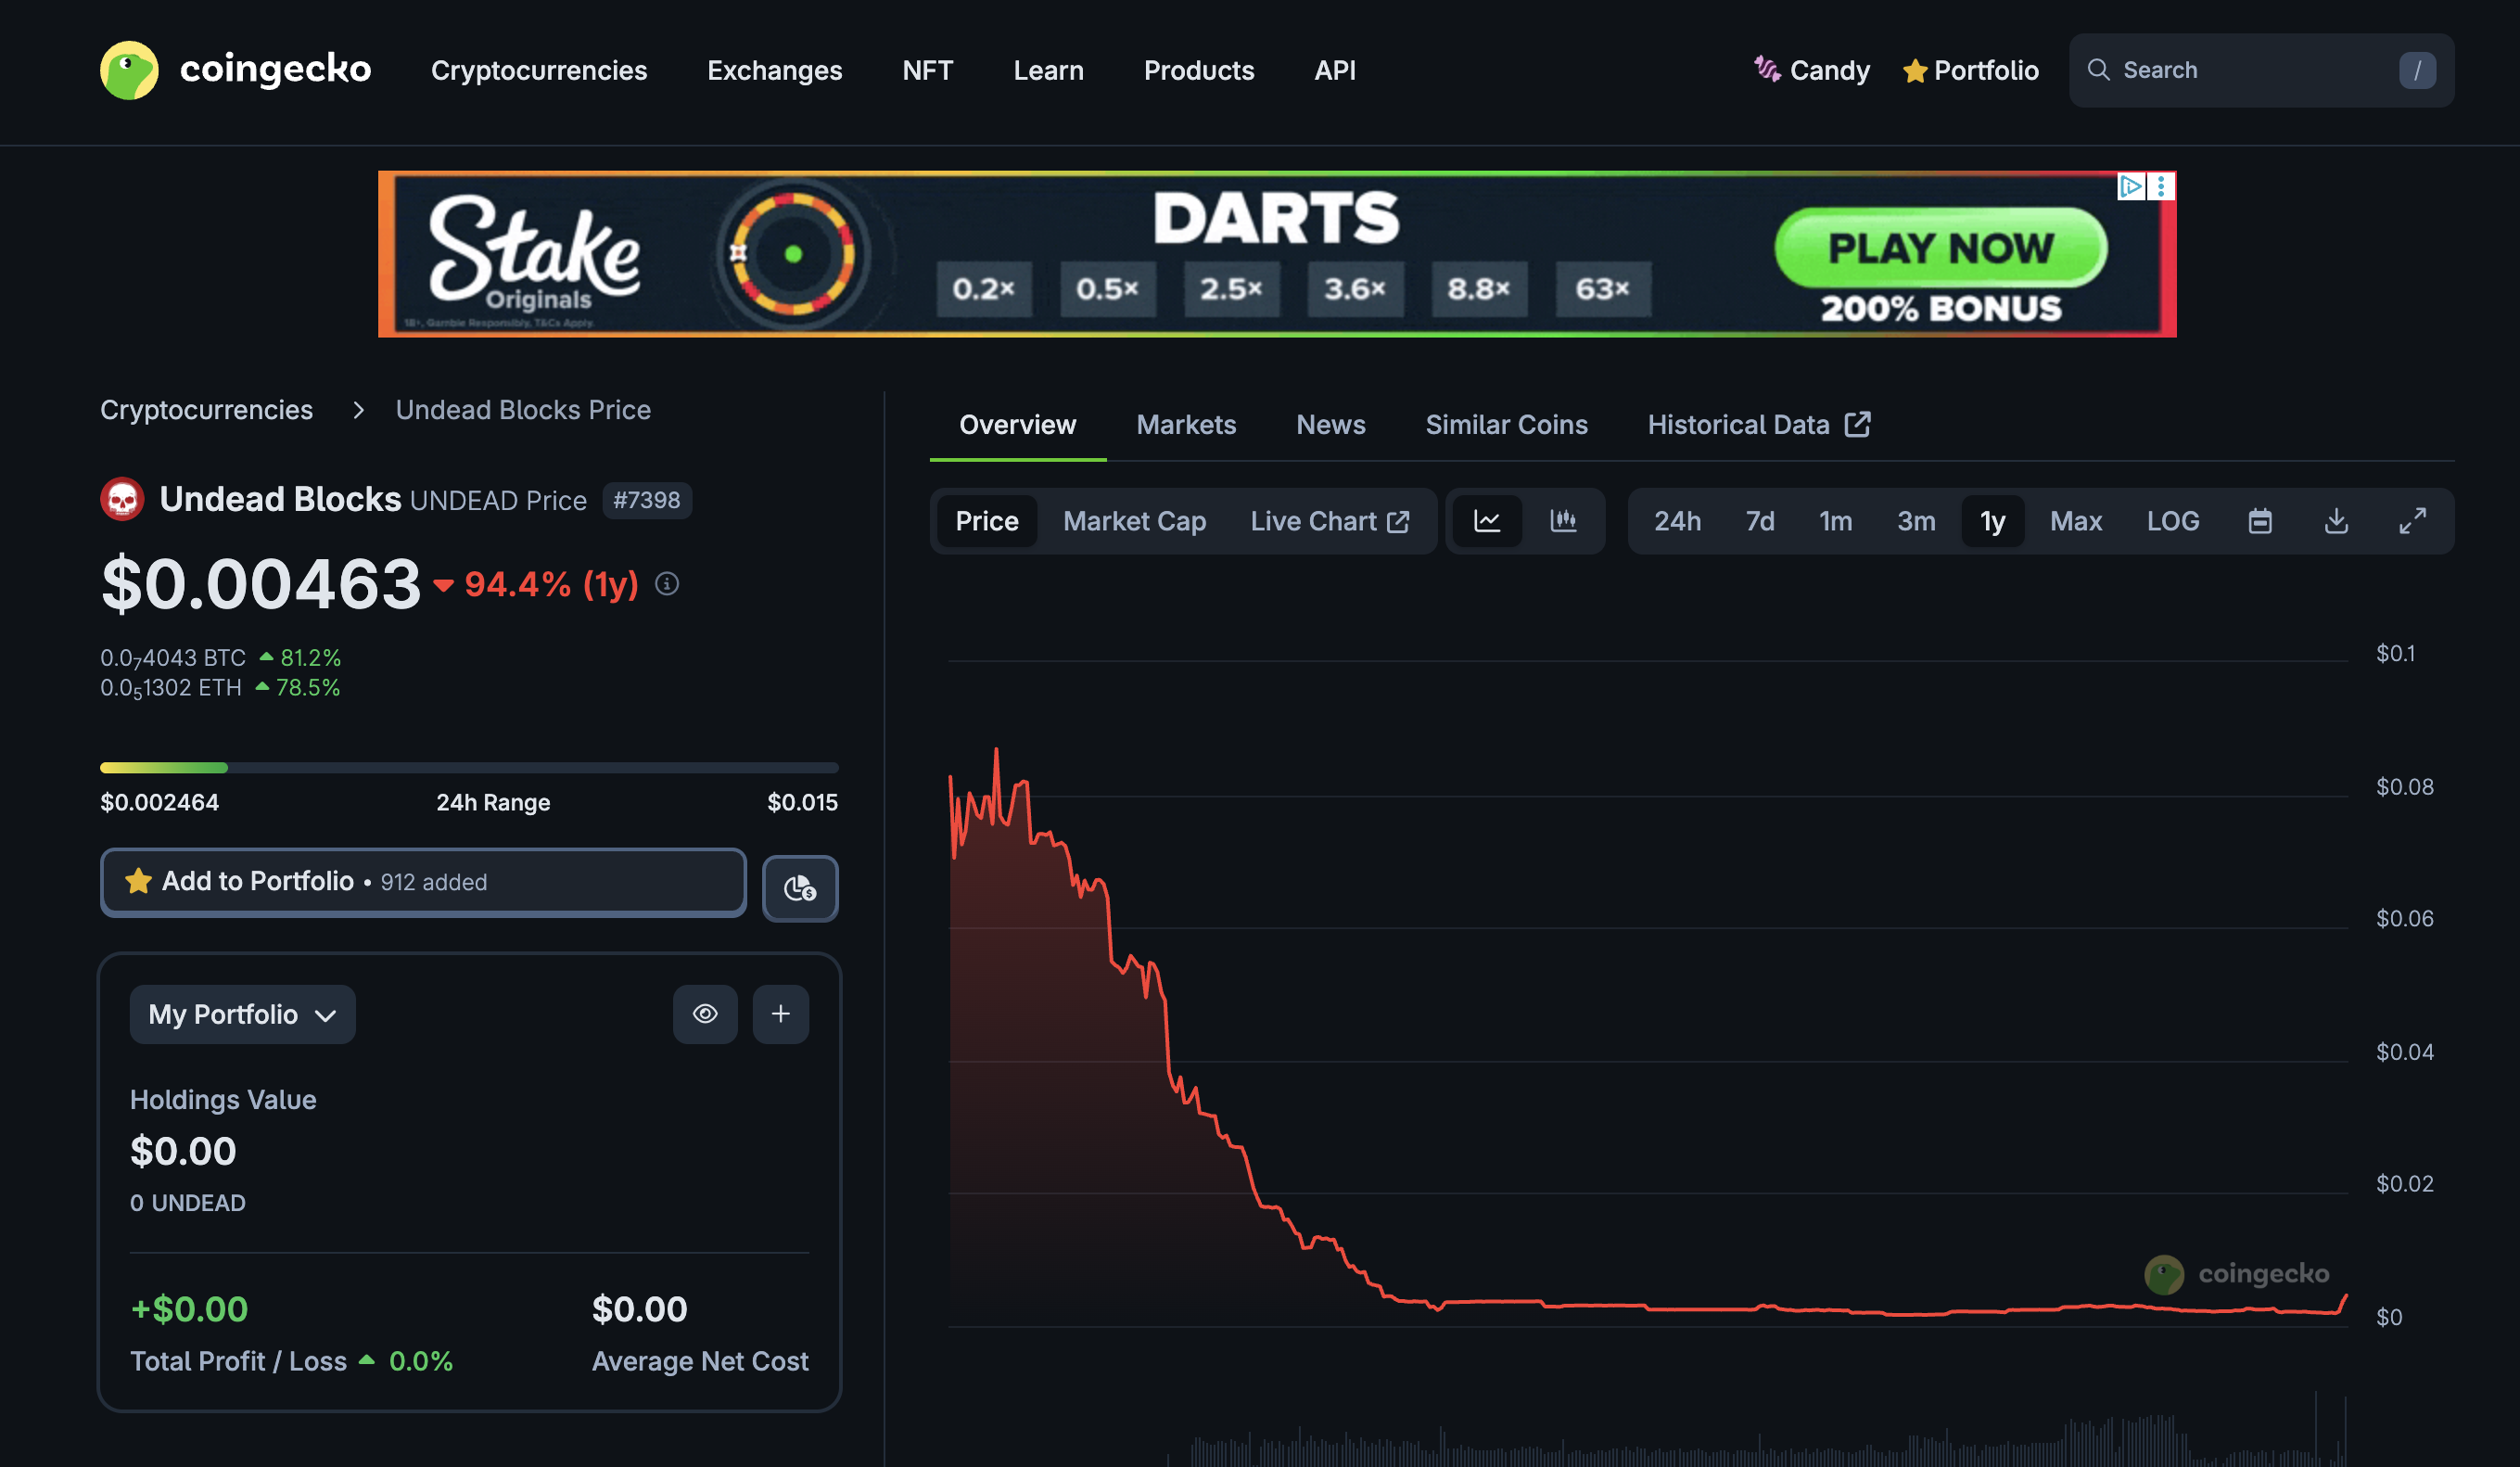 coingecko Cryptocurrencies Exchanges NFT Learn Products API Candy Portfolio Search /
Stake Originals
18+, Gamble Responsibly, T&Cs Apply.
DARTS
0.2× 0.5× 2.5× 3.6× 8.8× 63×
PLAY NOW
200% BONUS
Cryptocurrencies > Undead Blocks Price
Undead Blocks UNDEAD Price #7398
$0.00463 94.4% (1y)
0.0₇4043 BTC 81.2%
0.0₅1302 ETH 78.5%
$0.002464 24h Range $0.015
Add to Portfolio • 912 added
My Portfolio
Holdings Value
$0.00
0 UNDEAD
+$0.00 $0.00
Total Profit / Loss 0.0% Average Net Cost
Overview Markets News Similar Coins Historical Data
Price Market Cap Live Chart 24h 7d 1m 3m 1y Max LOG
$0.1
$0.08
$0.06
$0.04
$0.02
coingecko
$0